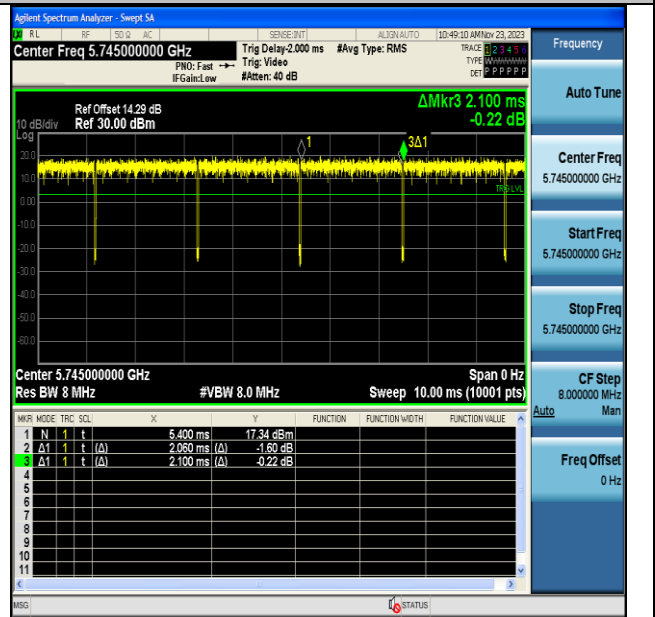 Agilent Spectrum Analyzer - Swept SA
RL RF 50 Ω AC SENSE:INT ALIGN AUTO 10:49:10 AM Nov 23, 2023
Center Freq 5.745000000 GHz
PNO: Fast
IFGain:Low
Trig Delay-2.000 ms
Trig: Video
#Atten: 40 dB
#Avg Type: RMS
TRACE 1 2 3 4 5 6
TYPE WWWWWW
DET P P P P P
Frequency
Auto Tune
Center Freq
5.745000000 GHz
Start Freq
5.745000000 GHz
Stop Freq
5.745000000 GHz
CF Step
8.000000 MHz
Auto Man
Freq Offset
0 Hz
ΔMkr3 2.100 ms
-0.22 dB
Ref Offset 14.29 dB
10 dB/div Ref 30.00 dBm
Log
1
3Δ1
20.0
10.0
TRIG LVL
0.00
-10.0
-20.0
-30.0
-40.0
-50.0
-60.0
Center 5.745000000 GHz Span 0 Hz
Res BW 8 MHz #VBW 8.0 MHz Sweep 10.00 ms (10001 pts)
MKR MODE TRC SCL X Y FUNCTION FUNCTION WIDTH FUNCTION VALUE
1 N 1 t 5.400 ms 17.34 dBm
2 Δ1 1 t (Δ) 2.060 ms (Δ) -1.60 dB
3 Δ1 1 t (Δ) 2.100 ms (Δ) -0.22 dB
4
5
6
7
8
9
10
11
MSG STATUS